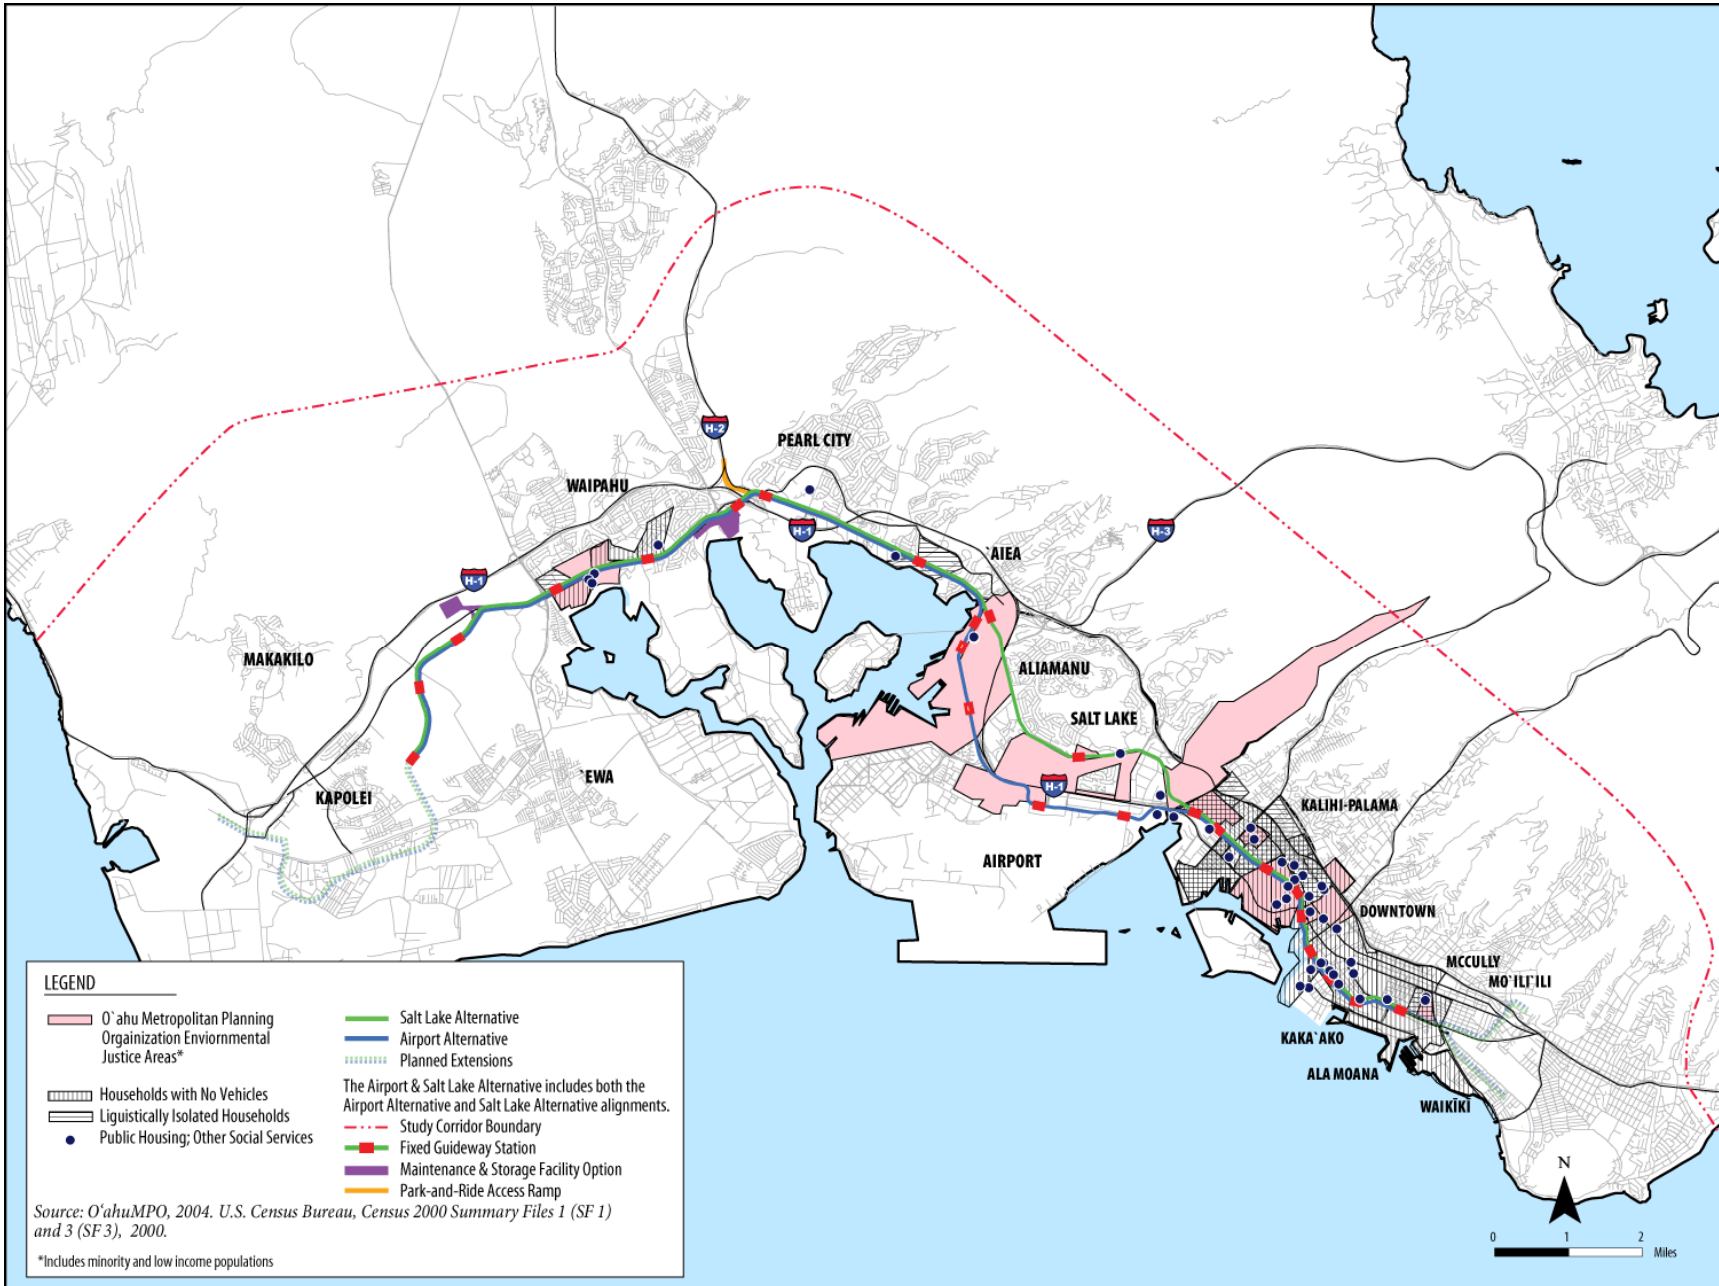 H-2
PEARL CITY
WAIPAHU
H-1
`AIEA
H-3
H-1
MAKAKILO
ALIAMANU
SALT LAKE
`EWA
H-1
KAPOLEI
KALIHI-PALAMA
AIRPORT
DOWNTOWN
MCCULLY
MO`ILI`ILI
KAKA`AKO
ALA MOANA
WAIKĪKĪ
LEGEND
O`ahu Metropolitan Planning
Orgainization Enviornmental
Justice Areas*
Households with No Vehicles
Liguistically Isolated Households
Public Housing; Other Social Services
Salt Lake Alternative
Airport Alternative
Planned Extensions
The Airport & Salt Lake Alternative includes both the
Airport Alternative and Salt Lake Alternative alignments.
Study Corridor Boundary
Fixed Guideway Station
Maintenance & Storage Facility Option
Park-and-Ride Access Ramp
Source: O‘ahuMPO, 2004. U.S. Census Bureau, Census 2000 Summary Files 1 (SF 1)
and 3 (SF 3), 2000.
*Includes minority and low income populations
N
0 1 2
Miles